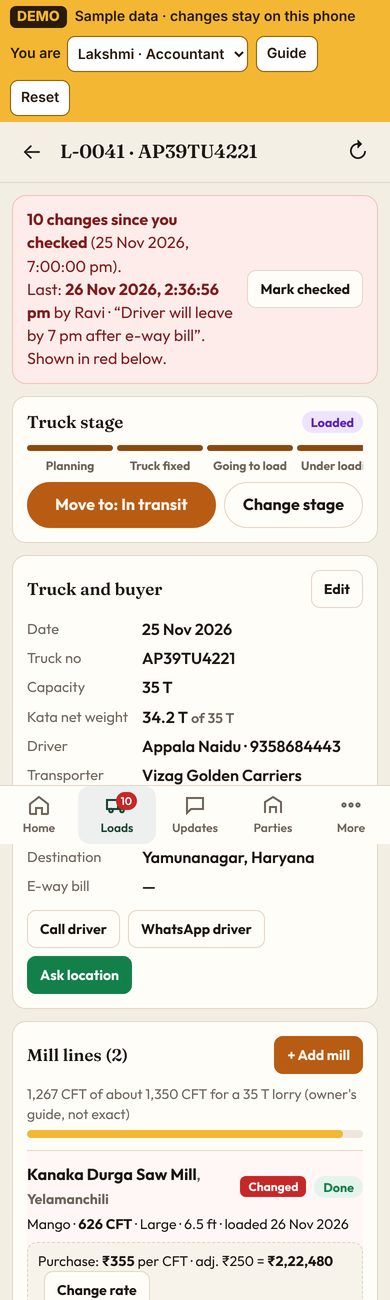 DEMO Sample data · changes stay on this phone
You are Lakshmi · Accountant Guide
Reset
L-0041 · AP39TU4221
10 changes since you
checked (25 Nov 2026,
7:00:00 pm).
Last: 26 Nov 2026, 2:36:56
pm by Ravi · “Driver will leave
by 7 pm after e-way bill”.
Shown in red below.
Mark checked
Truck stage Loaded
Planning Truck fixed Going to load Under loadi
Move to: In transit Change stage
Truck and buyer Edit
Date 25 Nov 2026
Truck no AP39TU4221
Capacity 35 T
Kata net weight 34.2 T of 35 T
Driver Appala Naidu · 9358684443
Transporter Vizag Golden Carriers
10
Home Loads Updates Parties More
Destination Yamunanagar, Haryana
E-way bill —
Call driver WhatsApp driver
Ask location
Mill lines (2) + Add mill
1,267 CFT of about 1,350 CFT for a 35 T lorry (owner's
guide, not exact)
Kanaka Durga Saw Mill,
Yelamanchili
Changed Done
Mango · 626 CFT · Large · 6.5 ft · loaded 26 Nov 2026
Purchase: ₹355 per CFT · adj. ₹250 = ₹2,22,480
Change rate